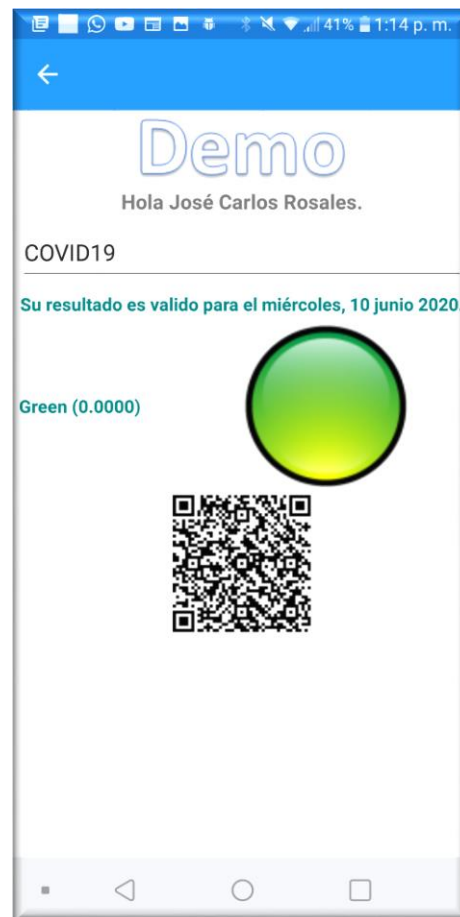 41% 1:14 p. m.
Demo
Hola José Carlos Rosales.
COVID19
Su resultado es valido para el miércoles, 10 junio 2020
Green (0.0000)